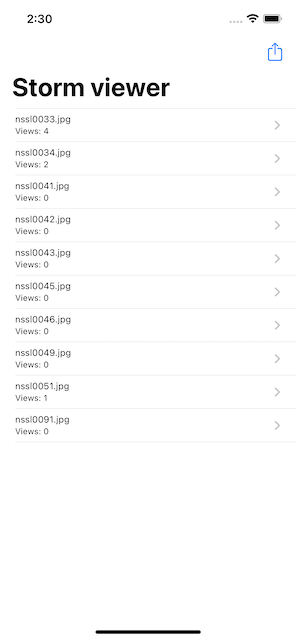 2:30
Storm viewer
nssl0033.jpg
Views: 4
nssl0034.jpg
Views: 2
nssl0041.jpg
Views: 0
nssl0042.jpg
Views: 0
nssl0043.jpg
Views: 0
nssl0045.jpg
Views: 0
nssl0046.jpg
Views: 0
nssl0049.jpg
Views: 0
nssl0051.jpg
Views: 1
nssl0091.jpg
Views: 0